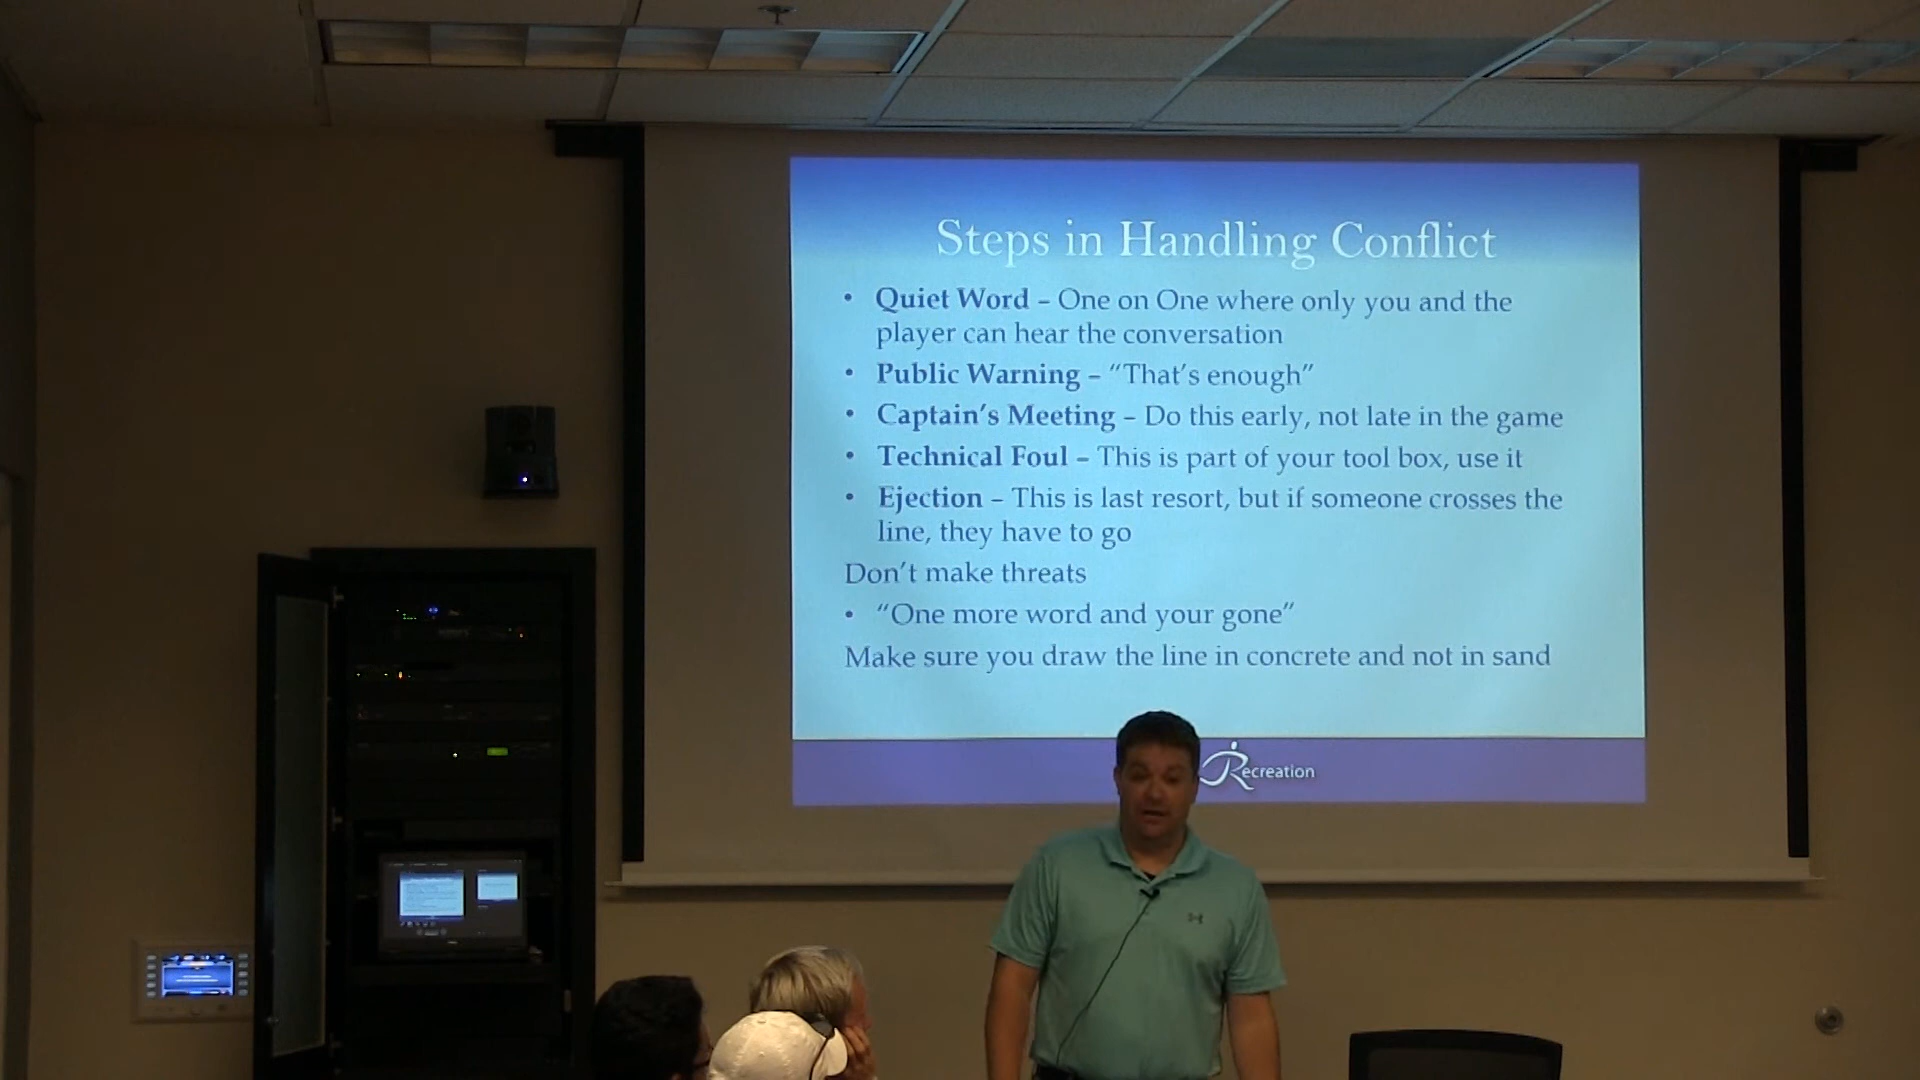 Steps in Handling Conflict
• Quiet Word – One on One where only you and the
player can hear the conversation
• Public Warning – “That’s enough”
• Captain’s Meeting – Do this early, not late in the game
• Technical Foul – This is part of your tool box, use it
• Ejection – This is last resort, but if someone crosses the
line, they have to go
Don’t make threats
• “One more word and your gone”
Make sure you draw the line in concrete and not in sand
Recreation